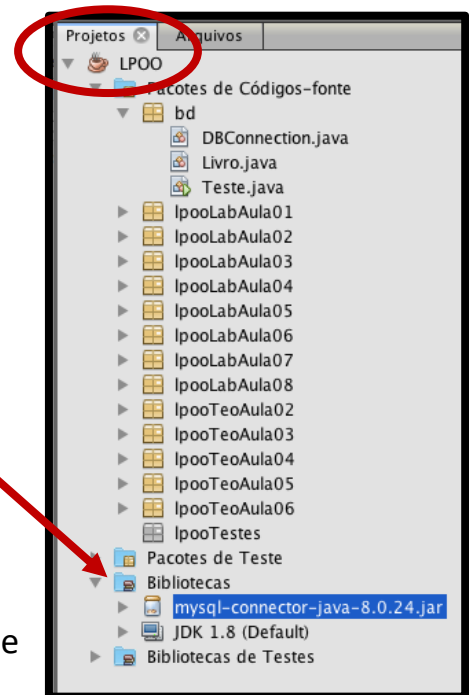 Projetos Arquivos
LPOO
Pacotes de Códigos-fonte
bd
DBConnection.java
Livro.java
Teste.java
lpooLabAula01
lpooLabAula02
lpooLabAula03
lpooLabAula04
lpooLabAula05
lpooLabAula06
lpooLabAula07
lpooLabAula08
lpooTeoAula02
lpooTeoAula03
lpooTeoAula04
lpooTeoAula05
lpooTeoAula06
lpooTestes
Pacotes de Teste
Bibliotecas
mysql-connector-java-8.0.24.jar
e
JDK 1.8 (Default)
Bibliotecas de Testes